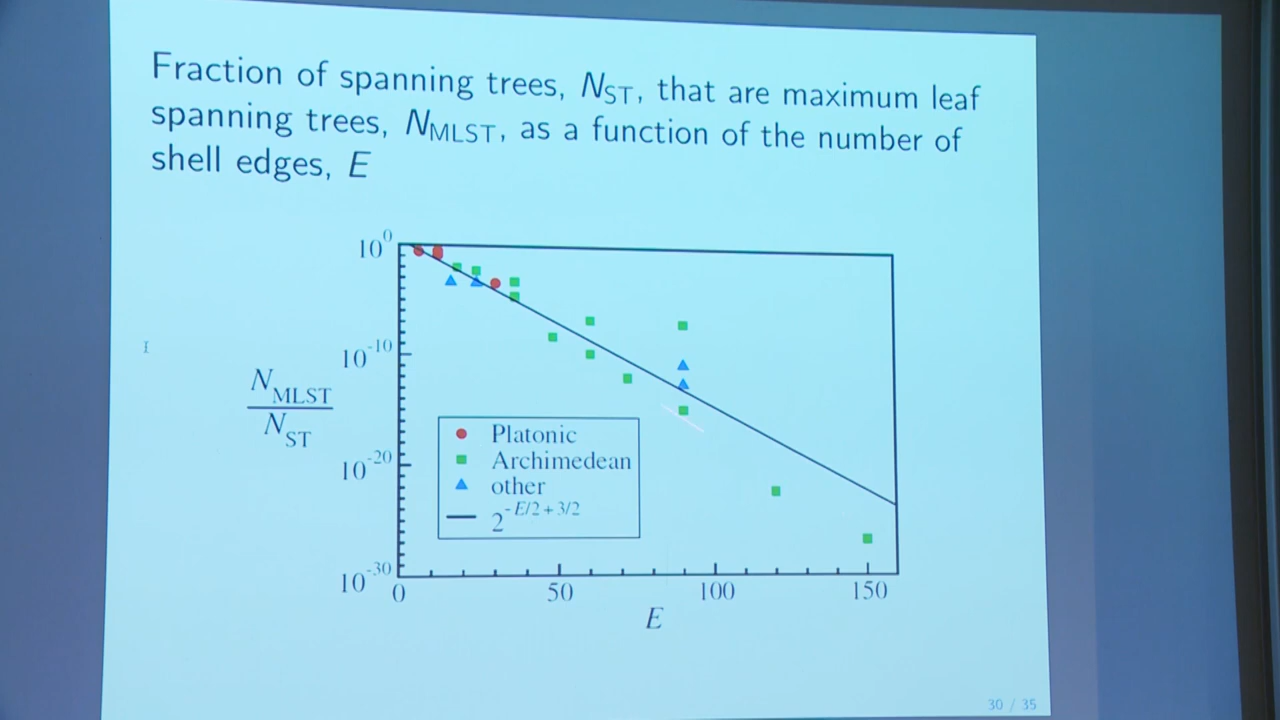 Fraction of spanning trees, N_ST, that are maximum leaf
spanning trees, N_MLST, as a function of the number of
shell edges, E
10^0
10^-10
N_MLST
N_ST
10^-20
10^-30
Platonic
Archimedean
other
2^-E/2+3/2
0
50
100
150
E
30 / 35